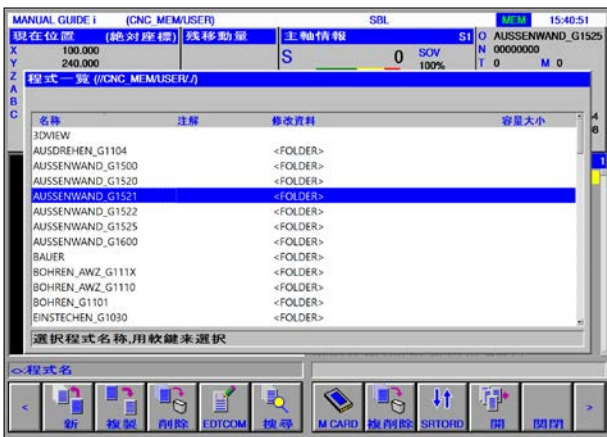 MANUAL GUIDE i (CNC_MEM/USER) SBL MEM 15:40:51
現在位置 (絶対座標) 残移動量 主軸情報 S1 O AUSSENWAND_G1525
X 100.000 S 0 SOV N 00000000
Y 240.000 100% T 0 M 0
Z 程式一覧 (//CNC_MEM/USER/./)
A
B
C
名称 注解 修改資料 容量大小
3DVIEW
AUSDREHEN_G1104 <FOLDER>
AUSSENWAND_G1500 <FOLDER>
AUSSENWAND_G1520 <FOLDER>
AUSSENWAND_G1521 <FOLDER>
AUSSENWAND_G1522 <FOLDER>
AUSSENWAND_G1525 <FOLDER>
AUSSENWAND_G1600 <FOLDER>
BAUER <FOLDER>
BOHREN_AWZ_G111X <FOLDER>
BOHREN_AWZ_G1110 <FOLDER>
BOHREN_G1101 <FOLDER>
EINSTECHEN_G1030 <FOLDER>
選択程式名称,用軟鍵来選択
程式名
< 新 複製 削除 EDTCOM 搜尋 M CARD 複削除 SRTORD 開 関閉 >